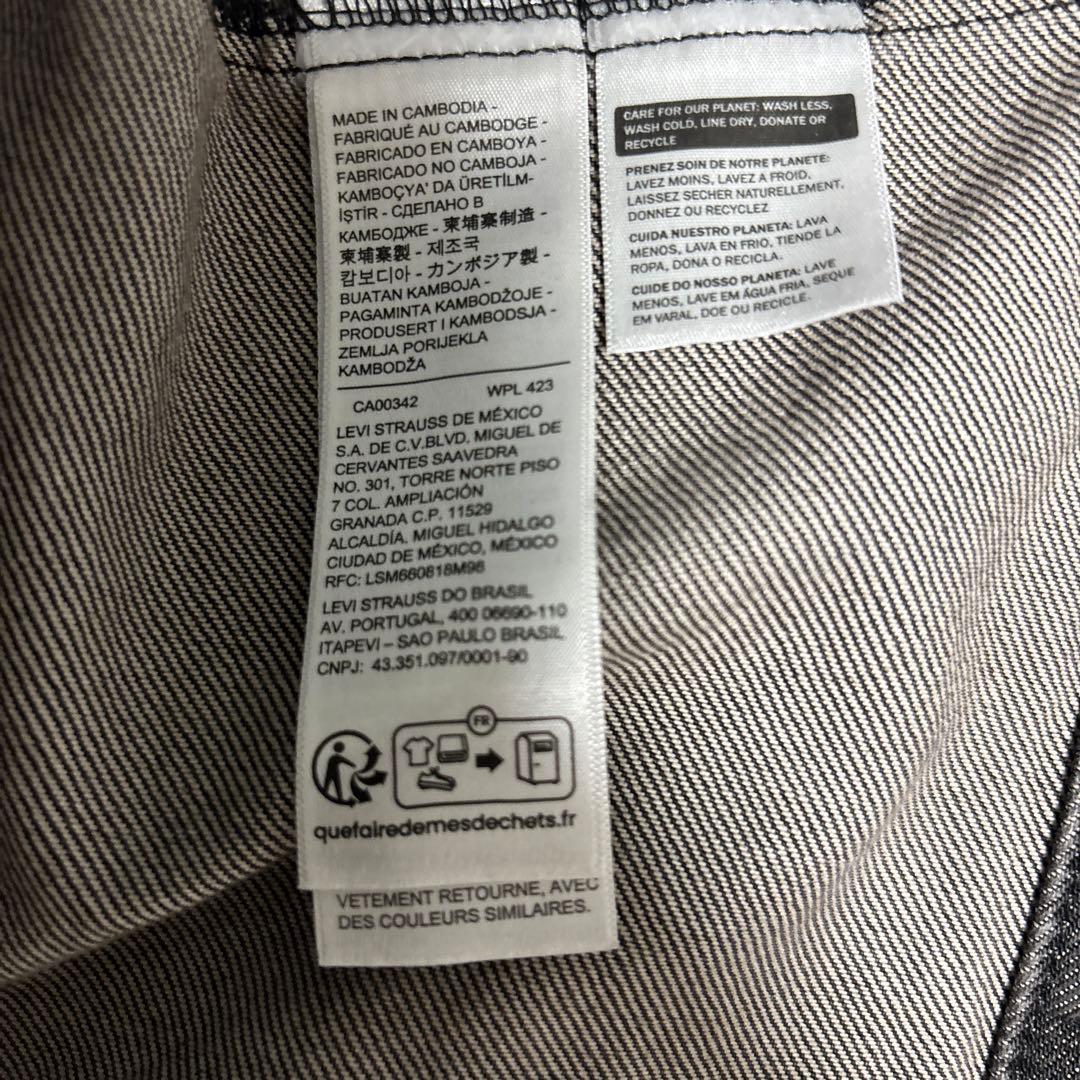 MADE IN CAMBODIA -
FABRIQUÉ AU CAMBODGE -
FABRICADO EN CAMBOYA -
FABRICADO NO CAMBOJA -
KAMBOÇYA' DA ÜRETİLM-
İŞTİR - СДЕЛАНО В
КАМБОДЖЕ - 柬埔寨制造 -
柬埔寨製 - 제조국
캄보디아 - カンボジア製 -
BUATAN KAMBOJA -
PAGAMINTA KAMBODŽOJE -
PRODUSERT I KAMBODSJA -
ZEMLJA PORIJEKLA
KAMBODŽA
CA00342 WPL 423
LEVI STRAUSS DE MÉXICO
S.A. DE C.V.BLVD. MIGUEL DE
CERVANTES SAAVEDRA
NO. 301, TORRE NORTE PISO
7 COL. AMPLIACIÓN
GRANADA C.P. 11529
ALCALDÍA. MIGUEL HIDALGO
CIUDAD DE MÉXICO, MÉXICO
RFC: LSM660818M98
LEVI STRAUSS DO BRASIL
AV. PORTUGAL, 400 06690-110
ITAPEVI – SAO PAULO BRASIL
CNPJ: 43.351.097/0001-90
FR
quefairedemesdechets.fr
VETEMENT RETOURNE, AVEC
DES COULEURS SIMILAIRES.
CARE FOR OUR PLANET: WASH LESS,
WASH COLD, LINE DRY, DONATE OR
RECYCLE
PRENEZ SOIN DE NOTRE PLANETE:
LAVEZ MOINS, LAVEZ A FROID,
LAISSEZ SECHER NATURELLEMENT,
DONNEZ OU RECYCLEZ
CUIDA NUESTRO PLANETA: LAVA
MENOS, LAVA EN FRIO, TIENDE LA
ROPA, DONA O RECICLA.
CUIDE DO NOSSO PLANETA: LAVE
MENOS, LAVE EM ÁGUA FRIA, SEQUE
EM VARAL, DOE OU RECICLE.